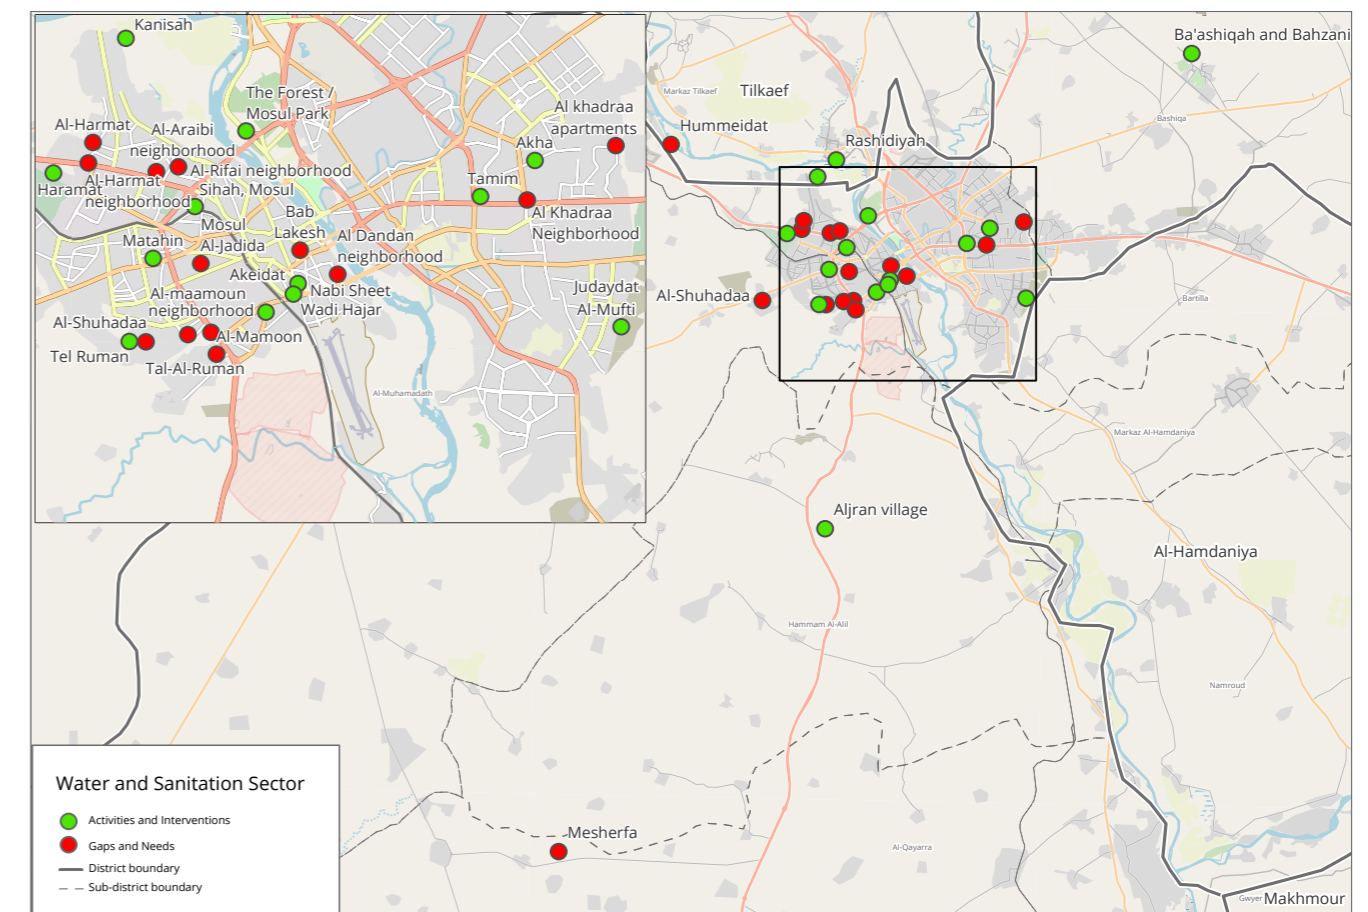 Kanisah
The Forest /
Mosul Park
Al khadraa
apartments
Al-Harmat
Al-Araibi
neighborhood
Akha
Al-Rifai neighborhood
Tamim
Haramat
Al-Harmat
neighborhood
Sihah, Mosul
Al Khadraa
Neighborhood
Bab
Lakesh
Mosul
Al-Jadida
Matahin
Al Dandan
neighborhood
Akeidat
Nabi Sheet
Wadi Hajar
Judaydat
Al-Mufti
Al-maamoun
neighborhood
Al-Shuhadaa
Al-Mamoon
Tel Ruman
Tal-Al-Ruman
Al-Muhamadath
Ba'ashiqah and Bahzani
Markaz Tilkaef
Tilkaef
Hummeidat
Bashiqa
Rashidiyah
Al-Shuhadaa
Bartilla
Markaz Al-Hamdaniya
Aljran village
Al-Hamdaniya
Hammam Al-Alil
Namroud
Mesherfa
Al-Qayarra
Gwyer
Makhmour
Water and Sanitation Sector
Activities and Interventions
Gaps and Needs
District boundary
Sub-district boundary